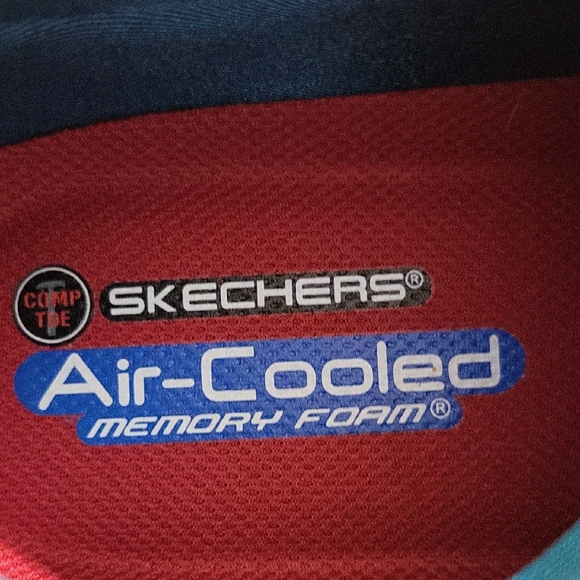 COMP
TOE
SKECHERS®
Air-Cooled
MEMORY FOAM®